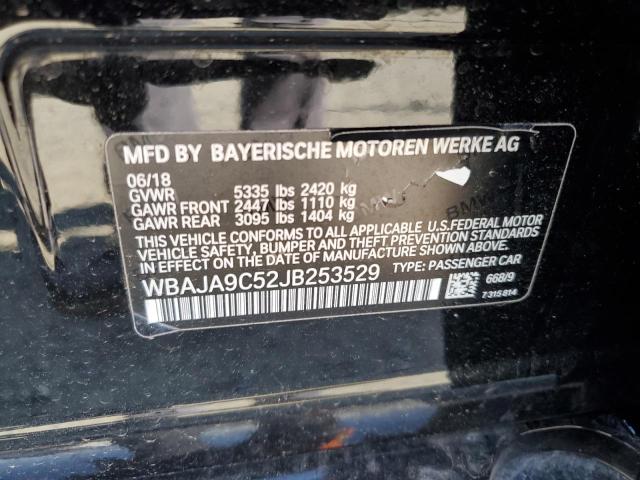 MFD BY BAYERISCHE MOTOREN WERKE AG
06/18
GVWR 5335 lbs 2420 kg
GAWR FRONT 2447 lbs 1110 kg
GAWR REAR 3095 lbs 1404 kg
THIS VEHICLE CONFORMS TO ALL APPLICABLE U.S.FEDERAL MOTOR
VEHICLE SAFETY, BUMPER AND THEFT PREVENTION
STANDARDS IN EFFECT ON THE DATE OF MANUFACTURE SHOWN ABOVE.
WBAJA9C52JB253529 TYPE: PASSENGER CAR
668/9
7315814